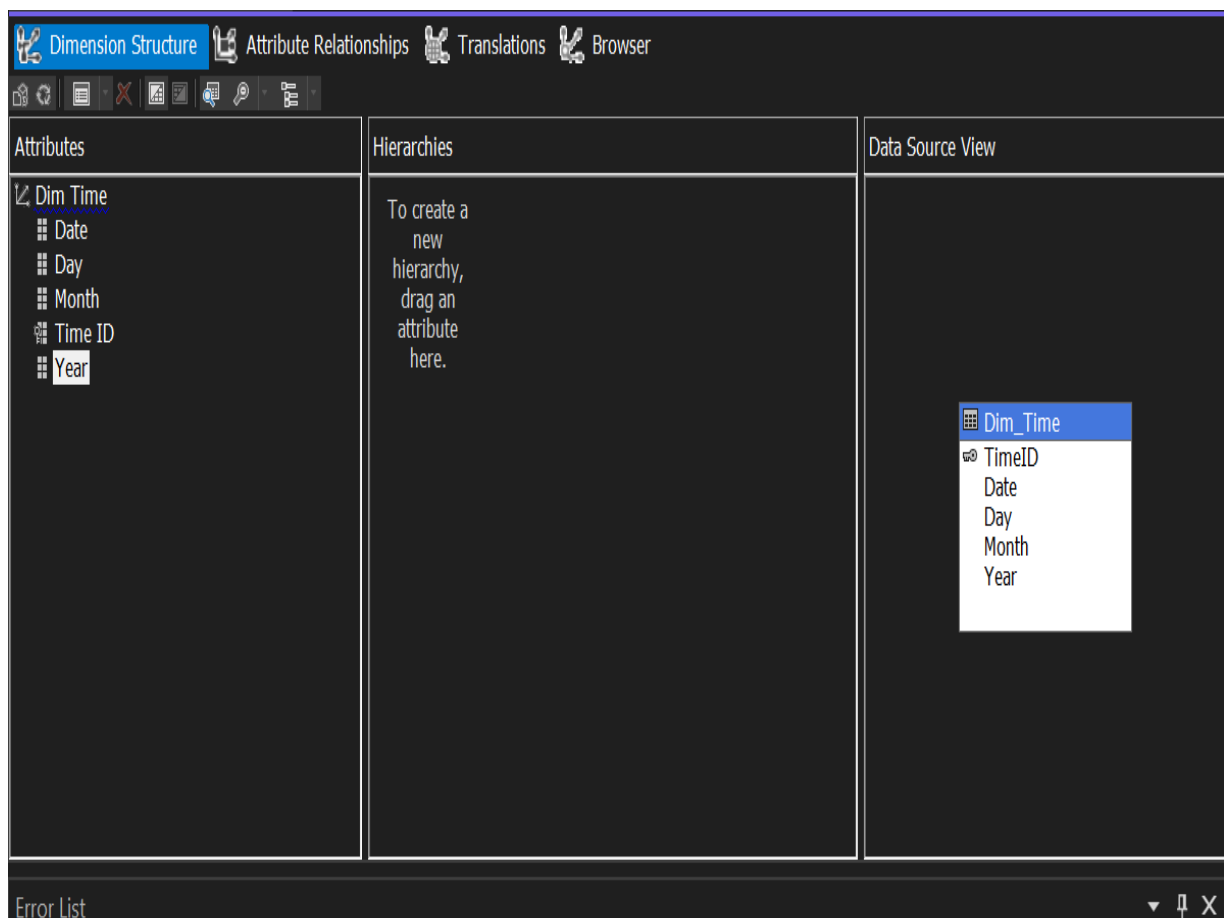 Dimension Structure Attribute Relationships Translations Browser
Attributes
Hierarchies
Data Source View
Dim Time
Date
Day
Month
Time ID
Year
To create a
new
hierarchy,
drag an
attribute
here.
Dim_Time
TimeID
Date
Day
Month
Year
Error List